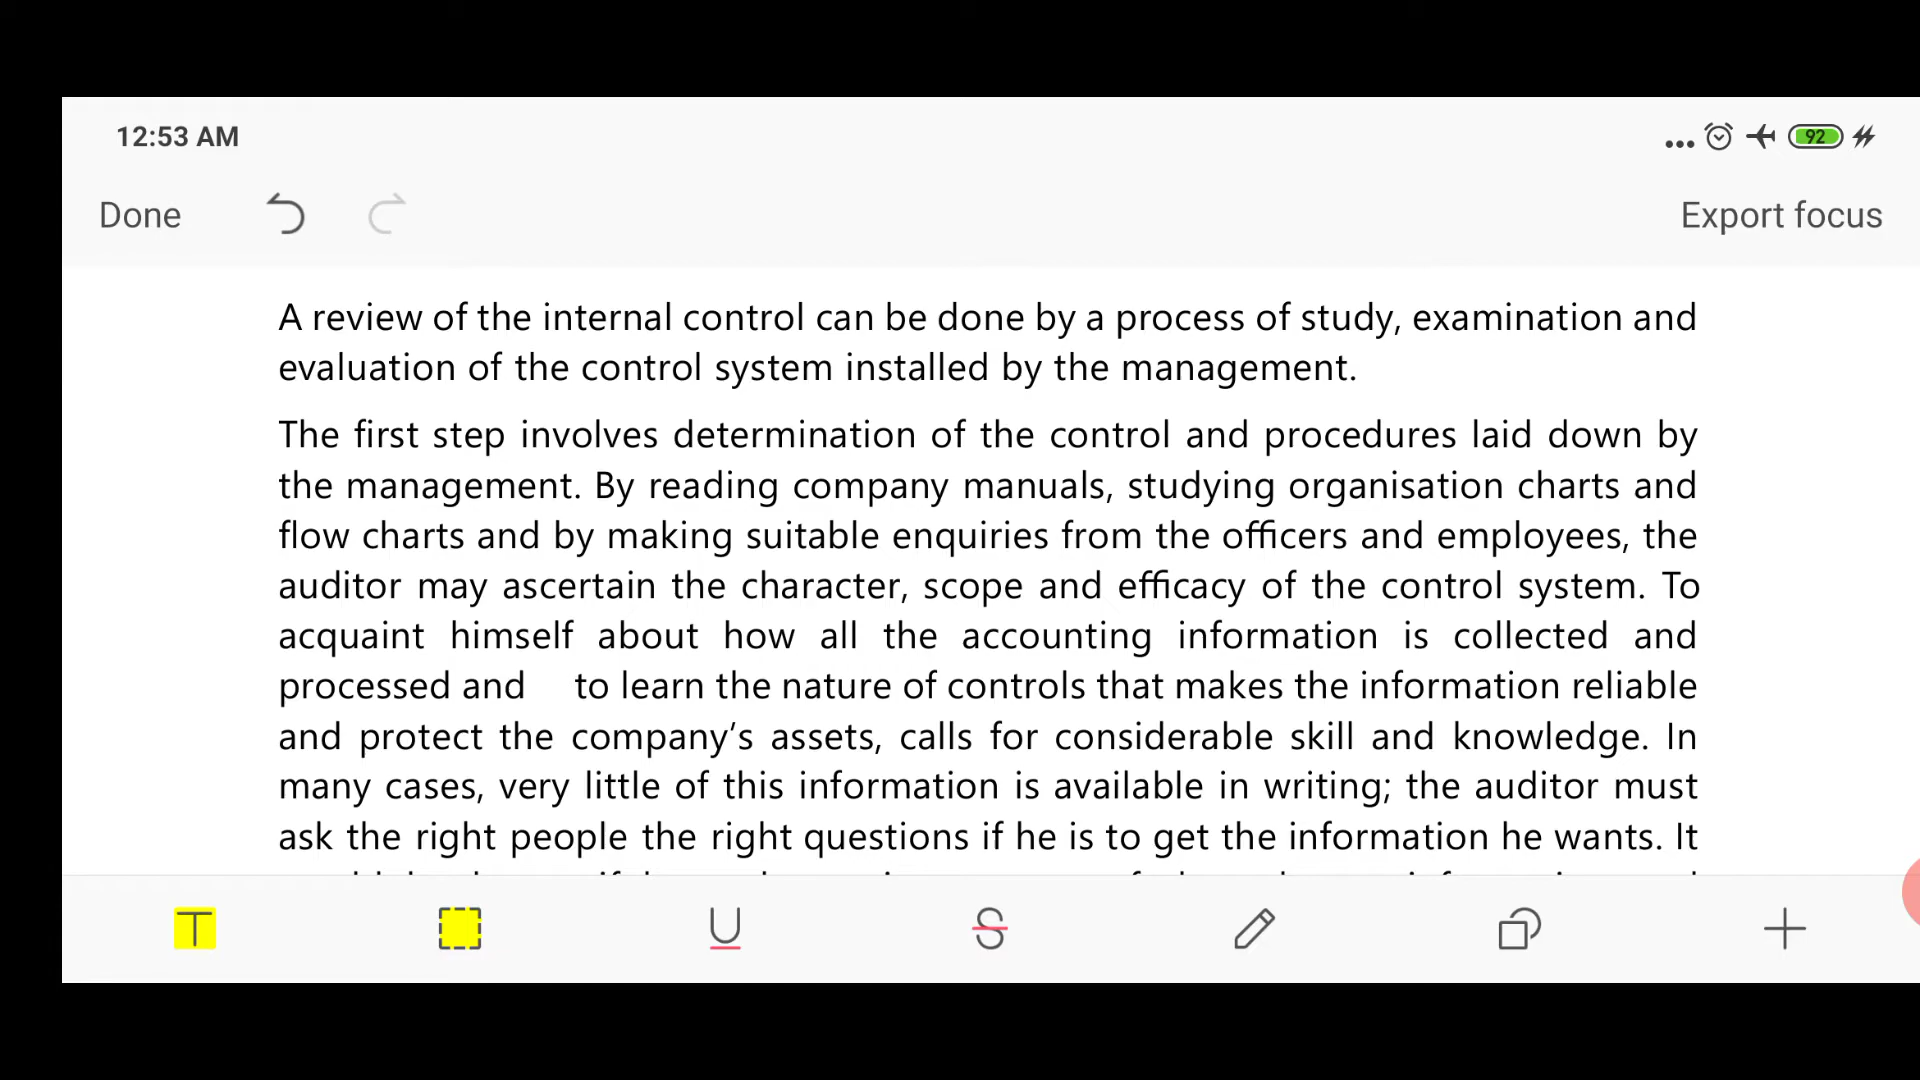 12:53 AM
92
Done
Export focus
A review of the internal control can be done by a process of study, examination and
evaluation of the control system installed by the management.
The first step involves determination of the control and procedures laid down by
the management. By reading company manuals, studying organisation charts and
flow charts and by making suitable enquiries from the officers and employees, the
auditor may ascertain the character, scope and efficacy of the control system. To
acquaint himself about how all the accounting information is collected and
processed and to learn the nature of controls that makes the information reliable
and protect the company’s assets, calls for considerable skill and knowledge. In
many cases, very little of this information is available in writing; the auditor must
ask the right people the right questions if he is to get the information he wants. It